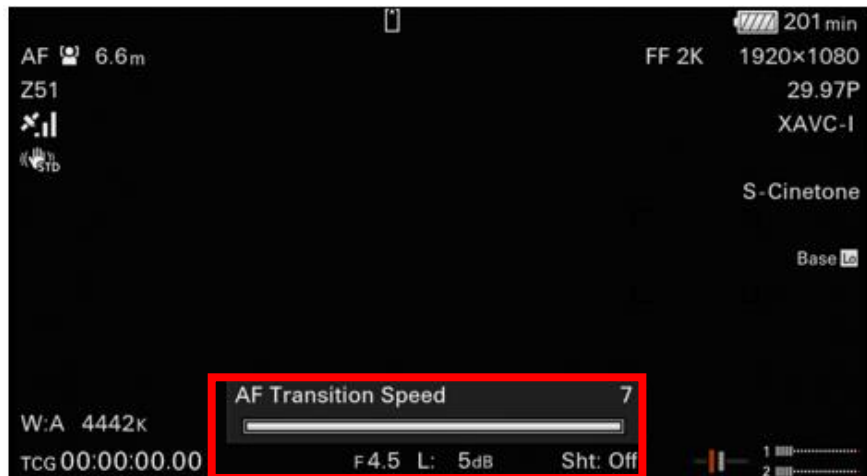 201 min
AF 6.6m FF 2K 1920×1080
Z51 29.97P
XAVC-I
STD
S-Cinetone
Base Lo
AF Transition Speed 7
W:A 4442K
TCG 00:00:00.00 F4.5 L: 5dB Sht: Off
1
2